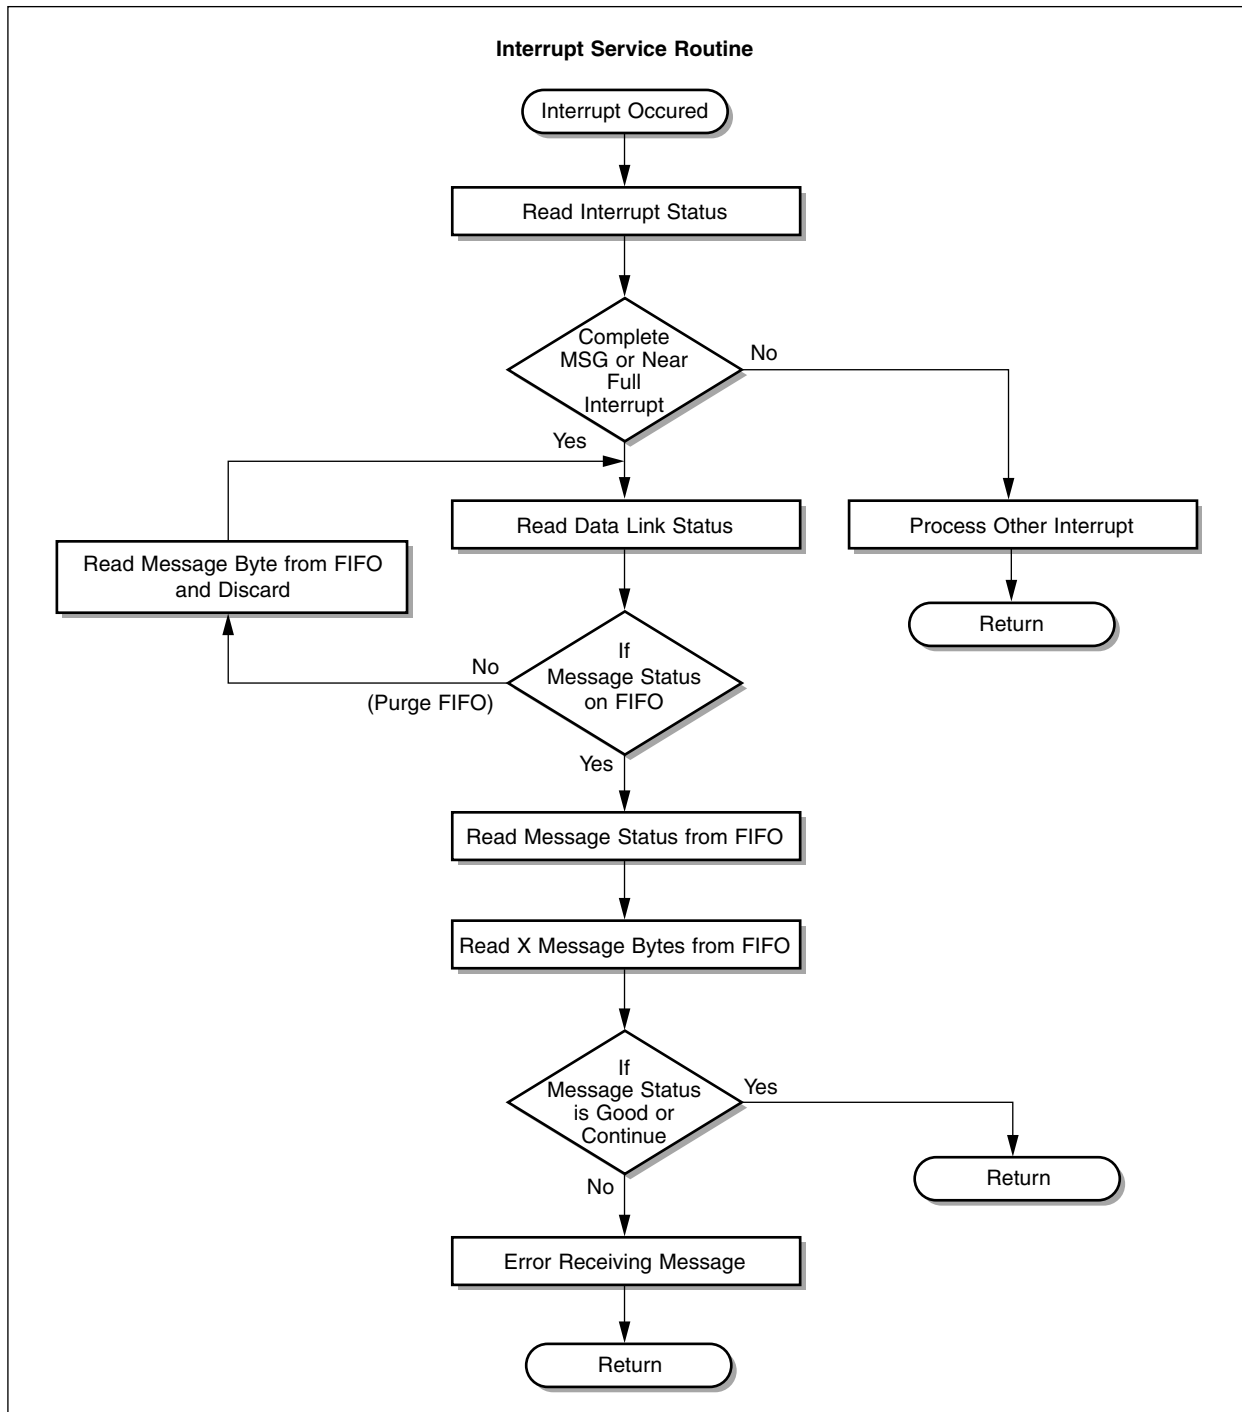 Interrupt Service Routine
Interrupt Occured
Read Interrupt Status
Complete
MSG or Near
Full
Interrupt
No
Yes
Read Data Link Status
Process Other Interrupt
Read Message Byte from FIFO
and Discard
Return
If
Message Status
on FIFO
No
(Purge FIFO)
Yes
Read Message Status from FIFO
Read X Message Bytes from FIFO
If
Message Status
is Good or
Continue
Yes
Return
No
Error Receiving Message
Return